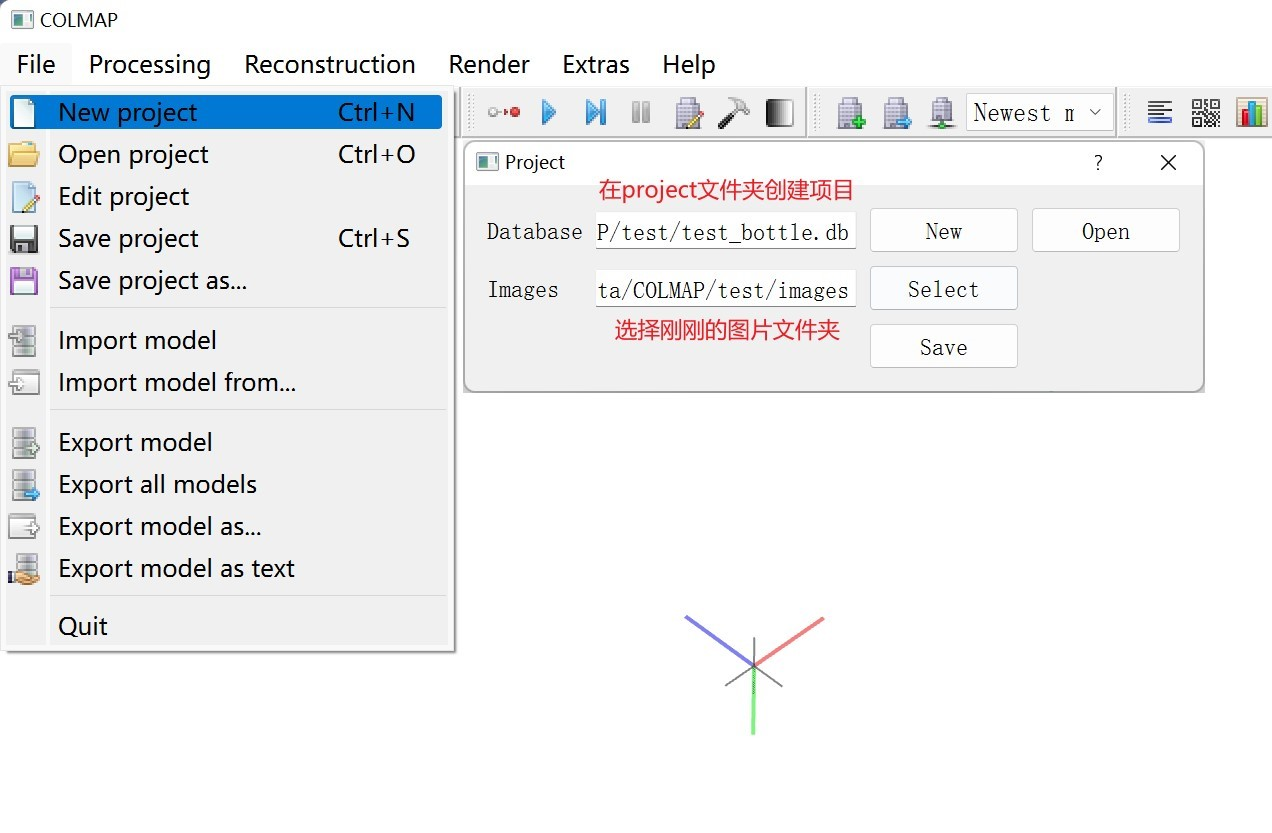 COLMAP
File Processing Reconstruction Render Extras Help
New project Ctrl+N
Open project Ctrl+O
Edit project
Save project Ctrl+S
Save project as...
Import model
Import model from...
Export model
Export all models
Export model as...
Export model as text
Quit
Newest m
Project ?
在project文件夹创建项目
Database P/test/test_bottle.db New Open
Images ta/COLMAP/test/images Select
选择刚刚的图片文件夹
Save